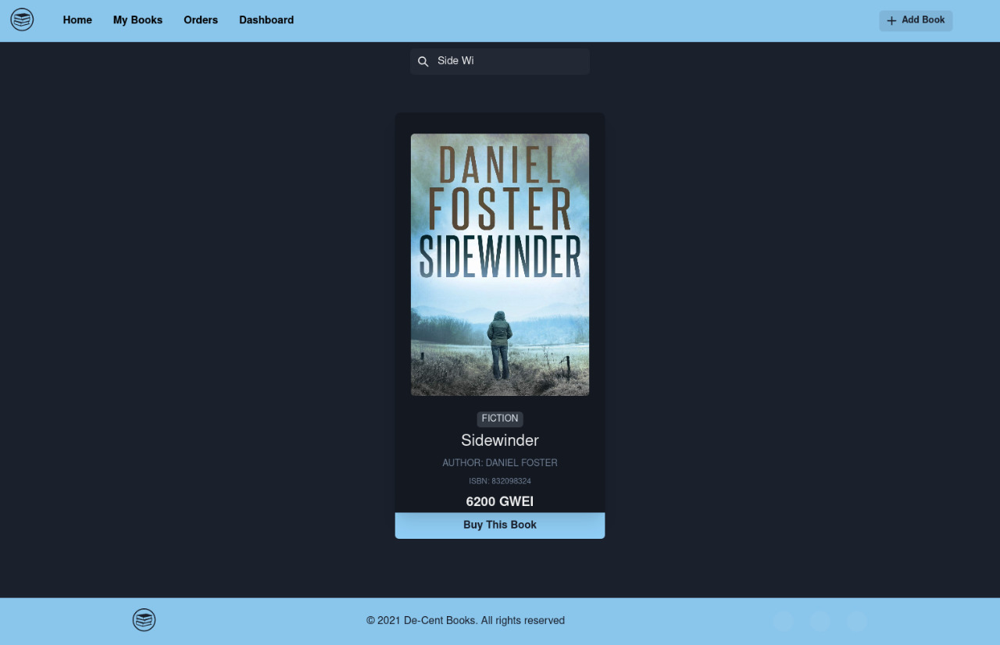 Home My Books Orders Dashboard Add Book
Side Wi
DANIEL
FOSTER
SIDEWINDER
FICTION
Sidewinder
AUTHOR: DANIEL FOSTER
ISBN: 832098324
6200 GWEI
Buy This Book
© 2021 De-Cent Books. All rights reserved